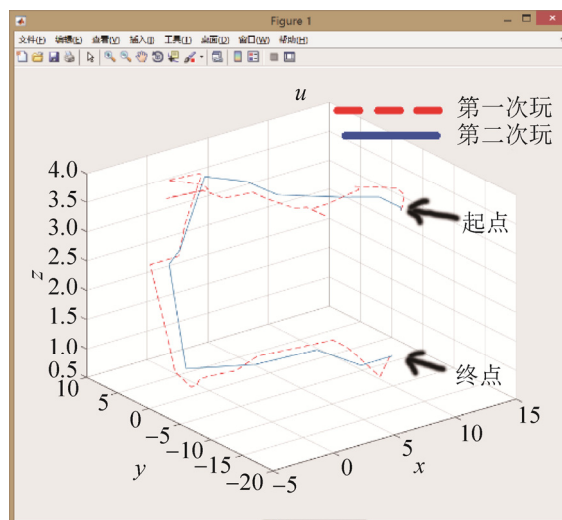 Figure 1
文件(F) 编辑(E) 查看(V) 插入(I) 工具(T) 桌面(D) 窗口(W) 帮助(H)
u
第一次玩
第二次玩
起点
终点
4.0
3.5
3.0
2.5
2.0
1.5
1.0
0.5
z
10
5
0
−5
−10
−15
−20
y
−5
0
5
10
15
x